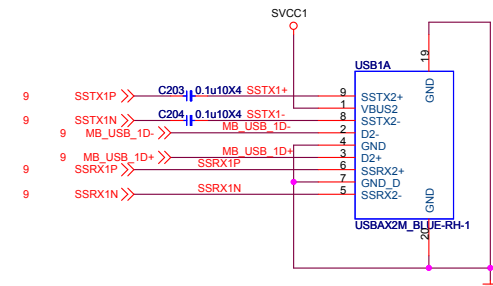 SVCC1
USB1A
19
GND
9 SSTX1P C203 0.1u10X4 SSTX1+ 9 SSTX2+
1 VBUS2
9 SSTX1N C204 0.1u10X4 SSTX1- 8 SSTX2-
9 MB_USB_1D- MB_USB_1D- 2 D2-
4 GND
9 MB_USB_1D+ MB_USB_1D+ 3 D2+
9 SSRX1P SSRX1P 6 SSRX2+
7 GND_D
9 SSRX1N SSRX1N 5 SSRX2-
GND
USBAX2M_BLUE-RH-1
20